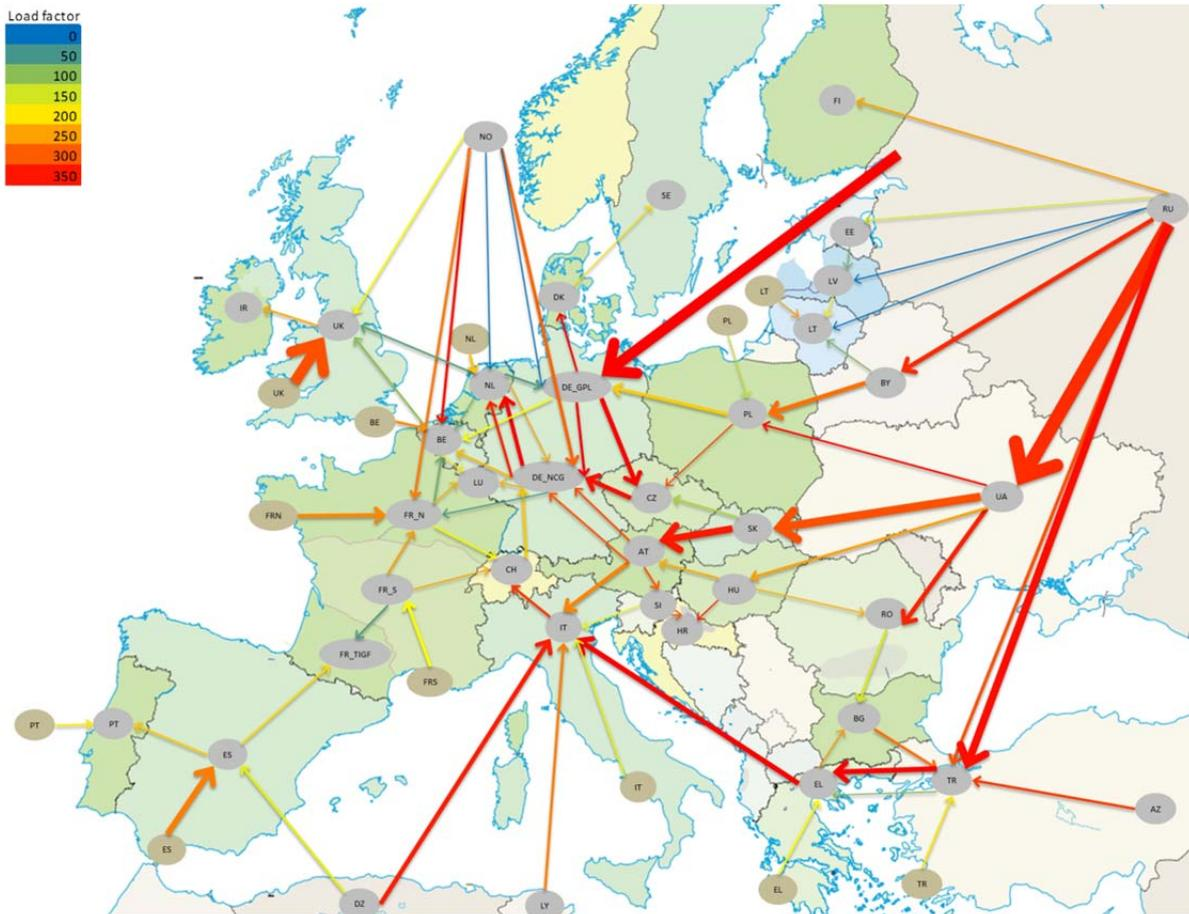 Load factor
0
50
100
150
200
250
300
350
FI
NO
SE
RU
EE
LV
LT
LT
DK
IR
UK
PL
NL
UK
NL
DE_GPL
BY
PL
BE
BE
LU
DE_NCG
CZ
UA
FRN
FR_N
SK
AT
CH
FR_S
HU
SI
RO
IT
HR
FR_TIGF
FRS
PT
PT
BG
ES
IT
EL
TR
AZ
ES
EL
TR
DZ
LY